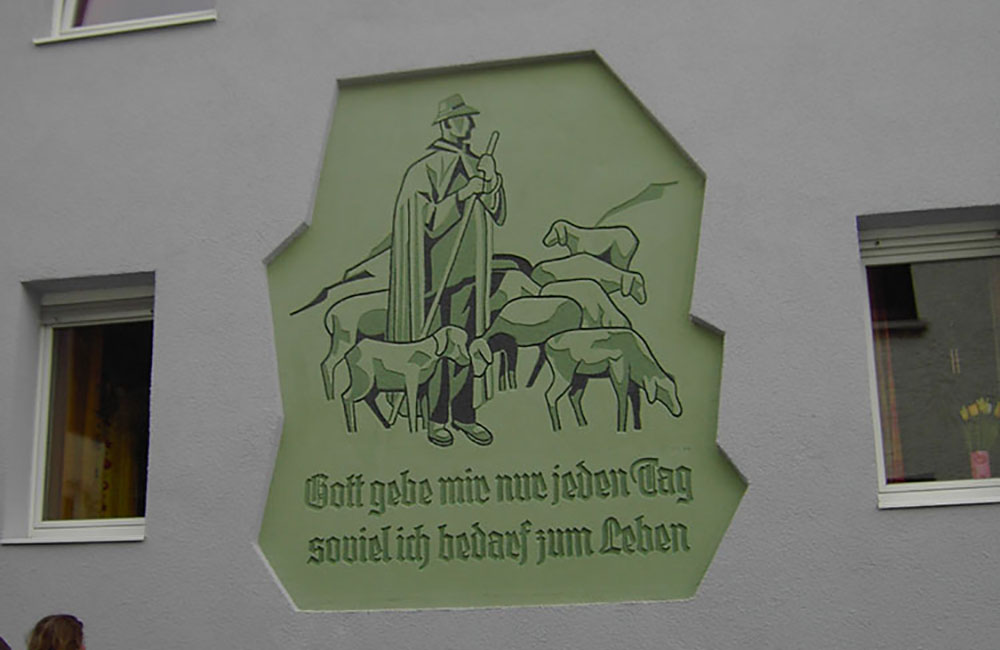 Gott gebe mir nur jeden Tag
soviel ich bedarf zum Leben